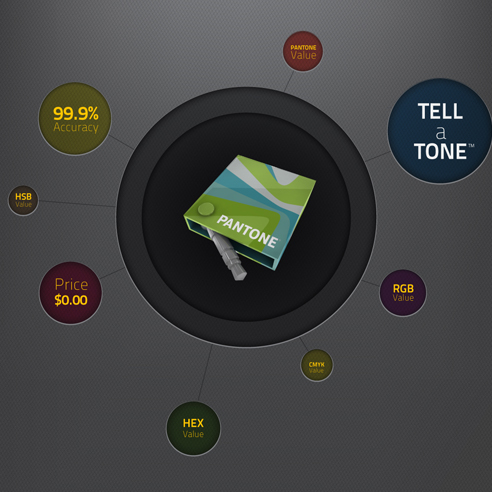 PANTONE
Value
99.9%
Accuracy
TELL
a
TONE™
HSB
Value
PANTONE
Price
$0.00
RGB
Value
CMYK
Value
HEX
Value